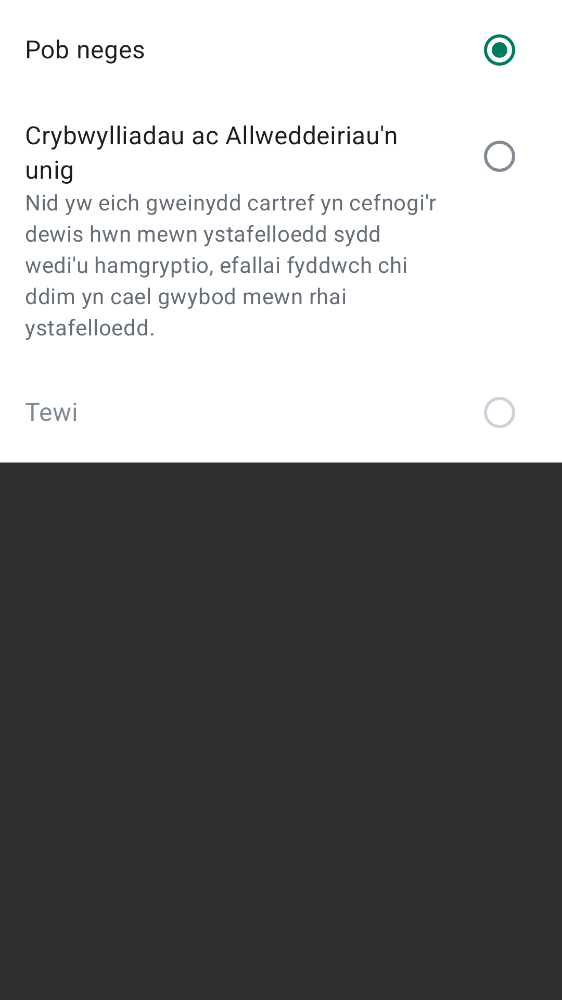 Pob neges
Crybwylliadau ac Allweddeiriau'n
unig
Nid yw eich gweinydd cartref yn cefnogi'r
dewis hwn mewn ystafelloedd sydd
wedi'u hamgryptio, efallai fyddwch chi
ddim yn cael gwybod mewn rhai
ystafelloedd.
Tewi